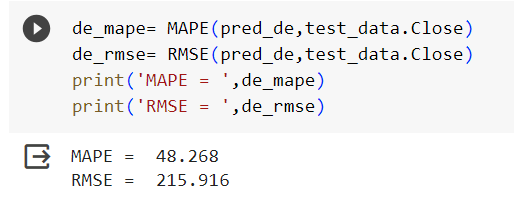 de_mape= MAPE(pred_de,test_data.Close)
de_rmse= RMSE(pred_de,test_data.Close)
print('MAPE = ',de_mape)
print('RMSE = ',de_rmse)
MAPE =  48.268
RMSE =  215.916